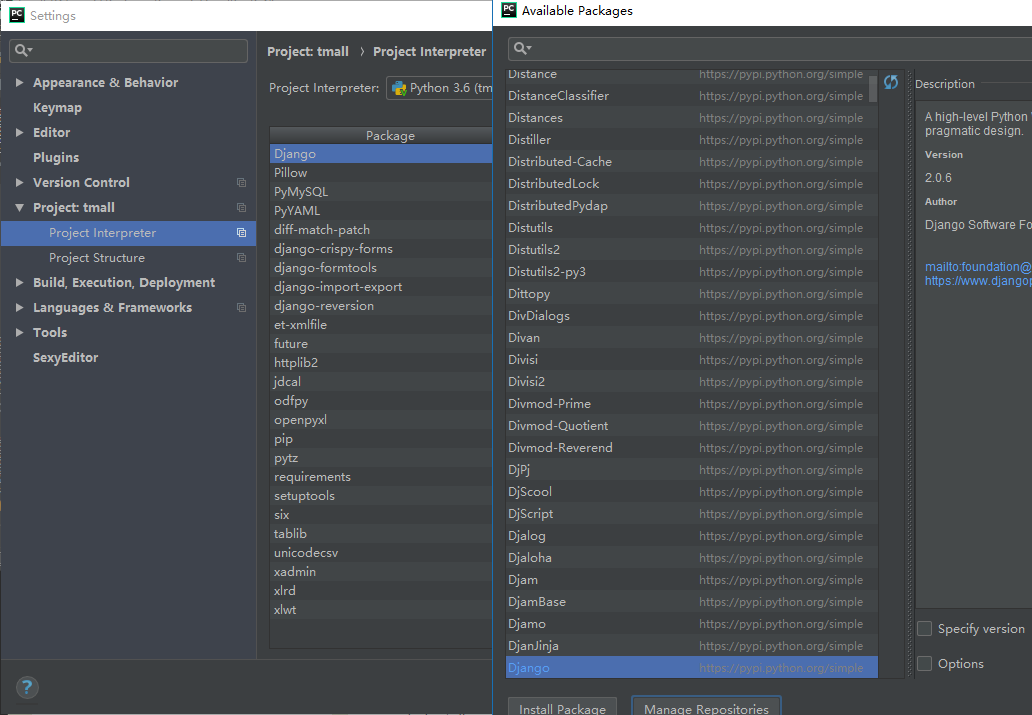 Settings
Appearance & Behavior
Keymap
Editor
Plugins
Version Control
Project: tmall
Project Interpreter
Project Structure
Build, Execution, Deployment
Languages & Frameworks
Tools
SexyEditor
?
Project: tmall › Project Interpreter
Project Interpreter: Python 3.6 (tm
Package
Django
Pillow
PyMySQL
PyYAML
diff-match-patch
django-crispy-forms
django-formtools
django-import-export
django-reversion
et-xmlfile
future
httplib2
jdcal
odfpy
openpyxl
pip
pytz
requirements
setuptools
six
tablib
unicodecsv
xadmin
xlrd
xlwt
Available Packages
Distance https://pypi.python.org/simple
DistanceClassifier https://pypi.python.org/simple
Distances https://pypi.python.org/simple
Distiller https://pypi.python.org/simple
Distributed-Cache https://pypi.python.org/simple
DistributedLock https://pypi.python.org/simple
DistributedPydap https://pypi.python.org/simple
Distutils https://pypi.python.org/simple
Distutils2 https://pypi.python.org/simple
Distutils2-py3 https://pypi.python.org/simple
Dittopy https://pypi.python.org/simple
DivDialogs https://pypi.python.org/simple
Divan https://pypi.python.org/simple
Divisi https://pypi.python.org/simple
Divisi2 https://pypi.python.org/simple
Divmod-Prime https://pypi.python.org/simple
Divmod-Quotient https://pypi.python.org/simple
Divmod-Reverend https://pypi.python.org/simple
DjPj https://pypi.python.org/simple
DjScool https://pypi.python.org/simple
DjScript https://pypi.python.org/simple
Djalog https://pypi.python.org/simple
Djaloha https://pypi.python.org/simple
Djam https://pypi.python.org/simple
DjamBase https://pypi.python.org/simple
Djamo https://pypi.python.org/simple
DjanJinja https://pypi.python.org/simple
Django https://pypi.python.org/simple
Install Package
Manage Repositories
Description
A high-level Python
pragmatic design.
Version
2.0.6
Author
Django Software Fo
mailto:foundation@
https://www.djangop
Specify version
Options